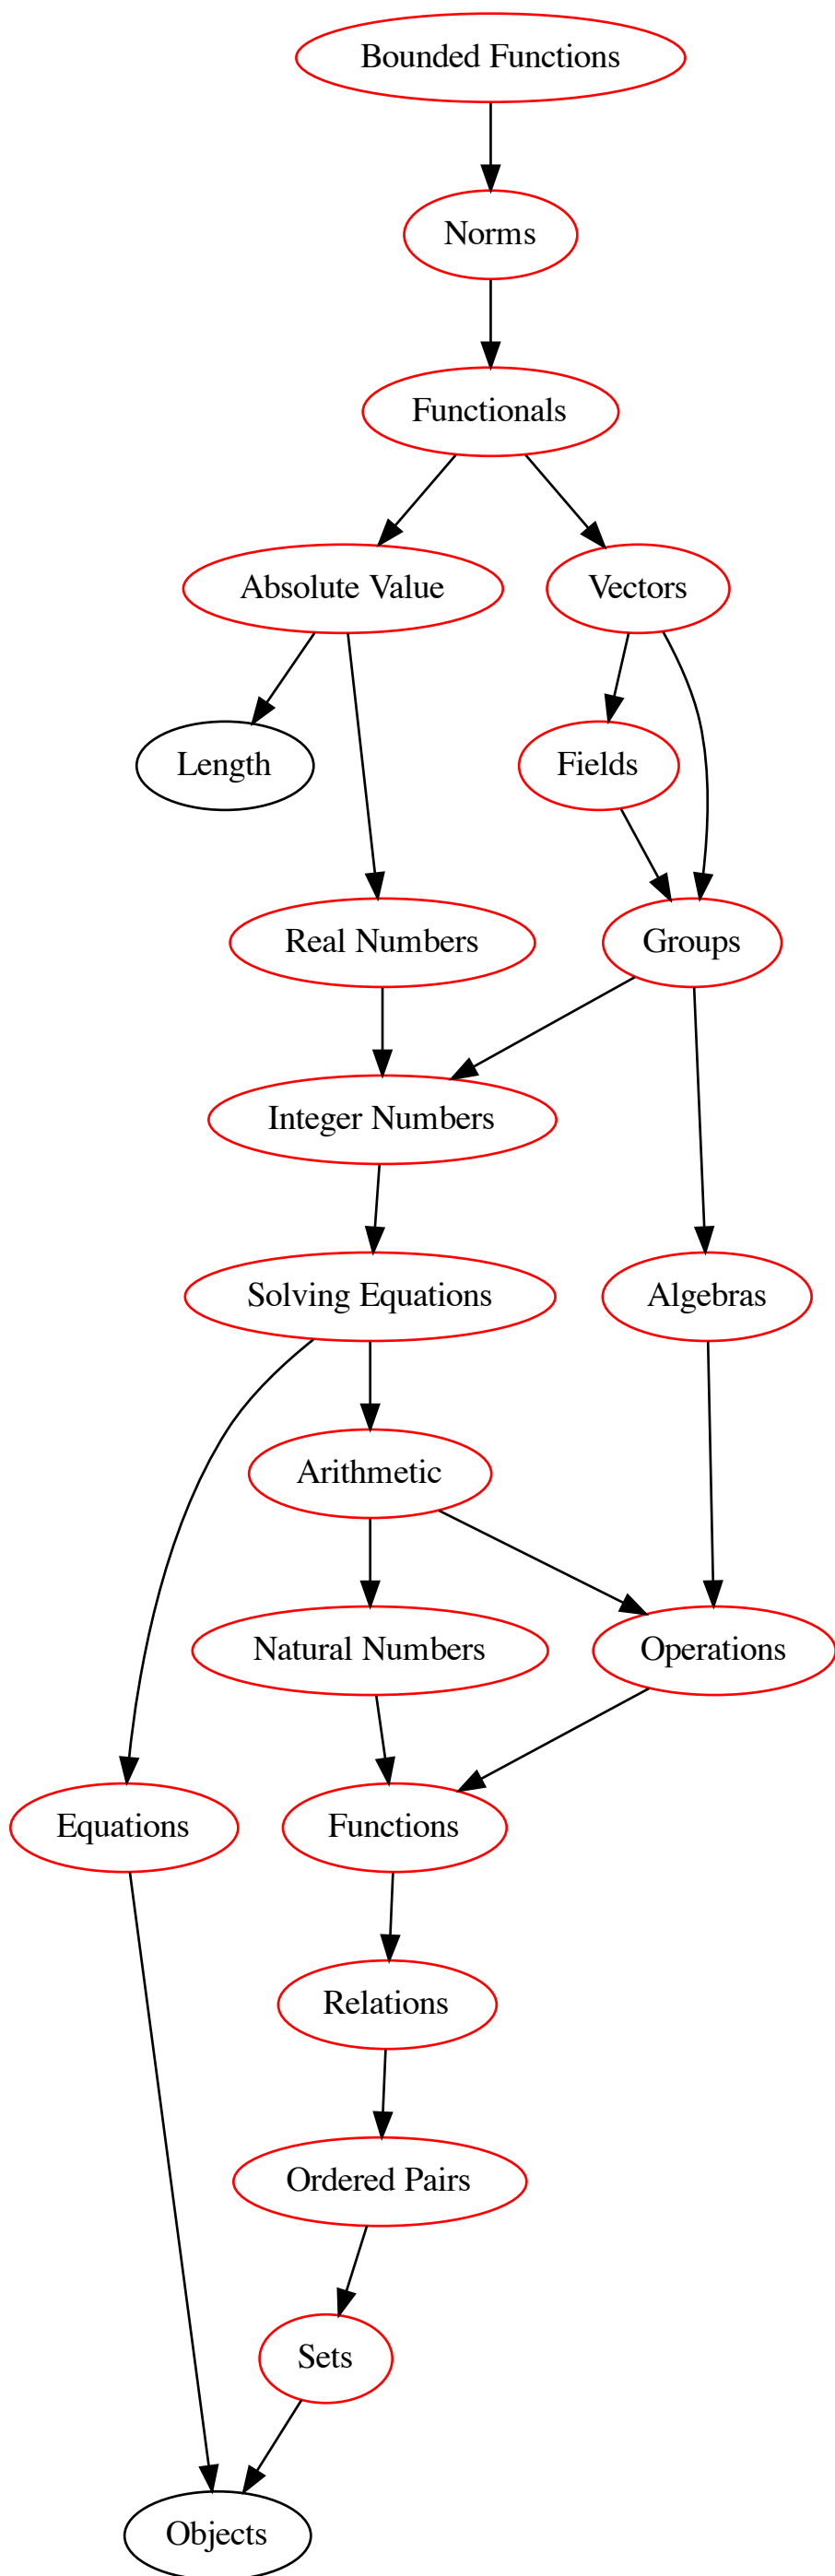 Bounded Functions
Norms
Functionals
Absolute Value
Vectors
Length
Fields
Real Numbers
Groups
Integer Numbers
Solving Equations
Algebras
Arithmetic
Natural Numbers
Operations
Equations
Functions
Relations
Ordered Pairs
Sets
Objects